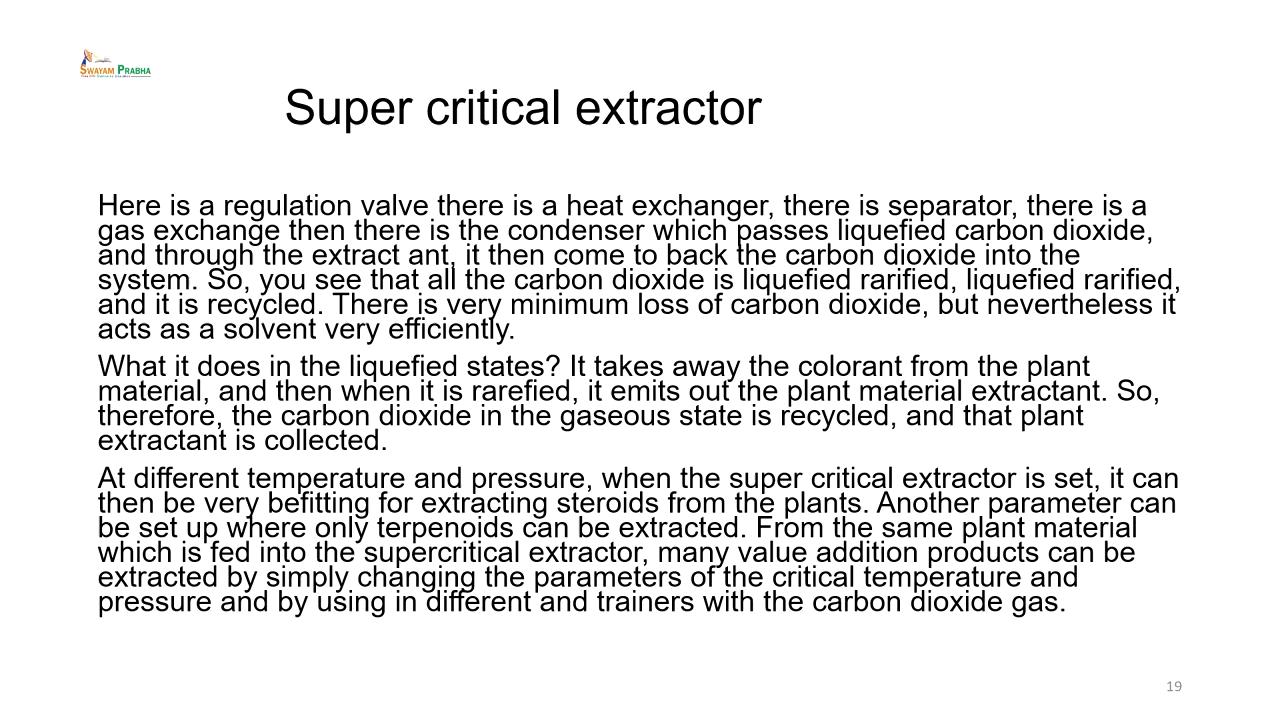 SWAYAM PRABHA
Super critical extractor
Here is a regulation valve there is a heat exchanger, there is separator, there is a
gas exchange then there is the condenser which passes liquefied carbon dioxide,
and through the extract ant, it then come to back the carbon dioxide into the
system. So, you see that all the carbon dioxide is liquefied rarified, liquefied rarified,
and it is recycled. There is very minimum loss of carbon dioxide, but nevertheless it
acts as a solvent very efficiently.
What it does in the liquefied states? It takes away the colorant from the plant
material, and then when it is rarefied, it emits out the plant material extractant. So,
therefore, the carbon dioxide in the gaseous state is recycled, and that plant
extractant is collected.
At different temperature and pressure, when the super critical extractor is set, it can
then be very befitting for extracting steroids from the plants. Another parameter can
be set up where only terpenoids can be extracted. From the same plant material
which is fed into the supercritical extractor, many value addition products can be
extracted by simply changing the parameters of the critical temperature and
pressure and by using in different and trainers with the carbon dioxide gas.
19